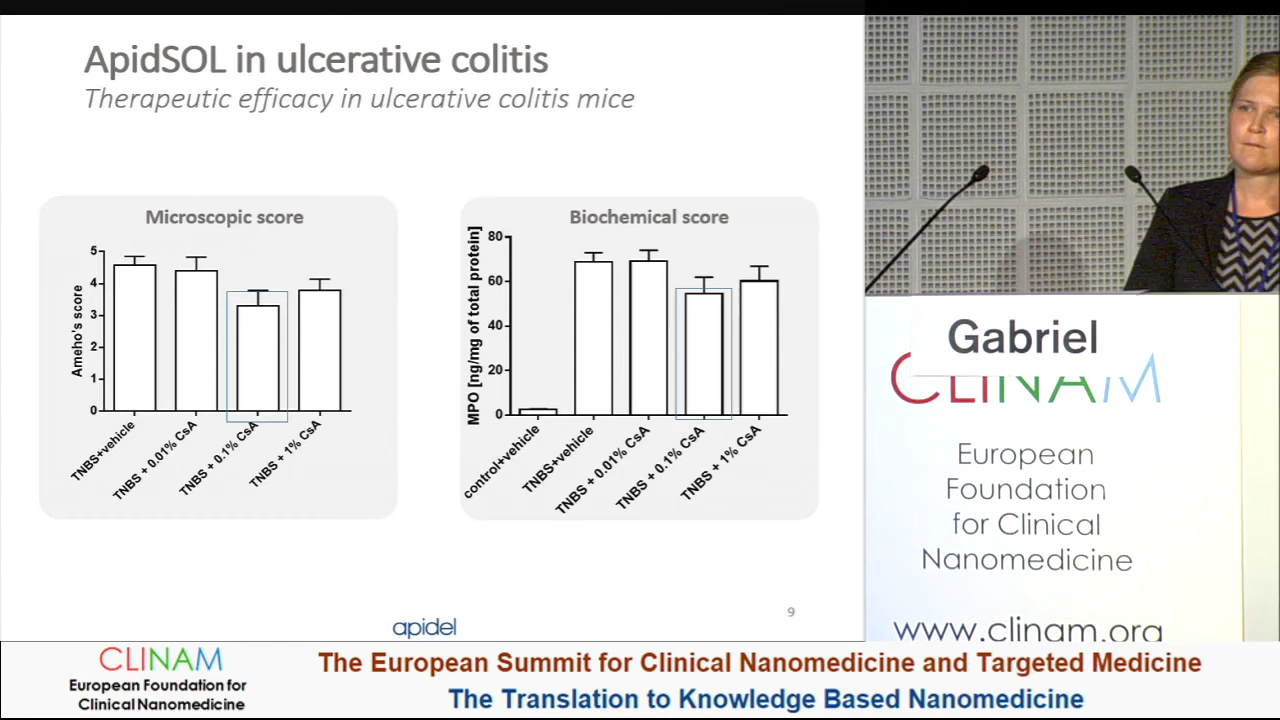 ApidSOL in ulcerative colitis
Therapeutic efficacy in ulcerative colitis mice
Microscopic score
Ameho's score
5
4
3
2
1
0
TNBS+vehicle
TNBS + 0.01% CsA
TNBS + 0.1% CsA
TNBS + 1% CsA
Biochemical score
MPO [ng/mg of total protein]
80
60
40
20
0
control+vehicle
TNBS+vehicle
TNBS + 0.01% CsA
TNBS + 0.1% CsA
TNBS + 1% CsA
9
apidel
Gabriel
CLINAM
European
Foundation
for Clinical
Nanomedicine
www.clinam.org
CLINAM
European Foundation for
Clinical Nanomedicine
The European Summit for Clinical Nanomedicine and Targeted Medicine
The Translation to Knowledge Based Nanomedicine